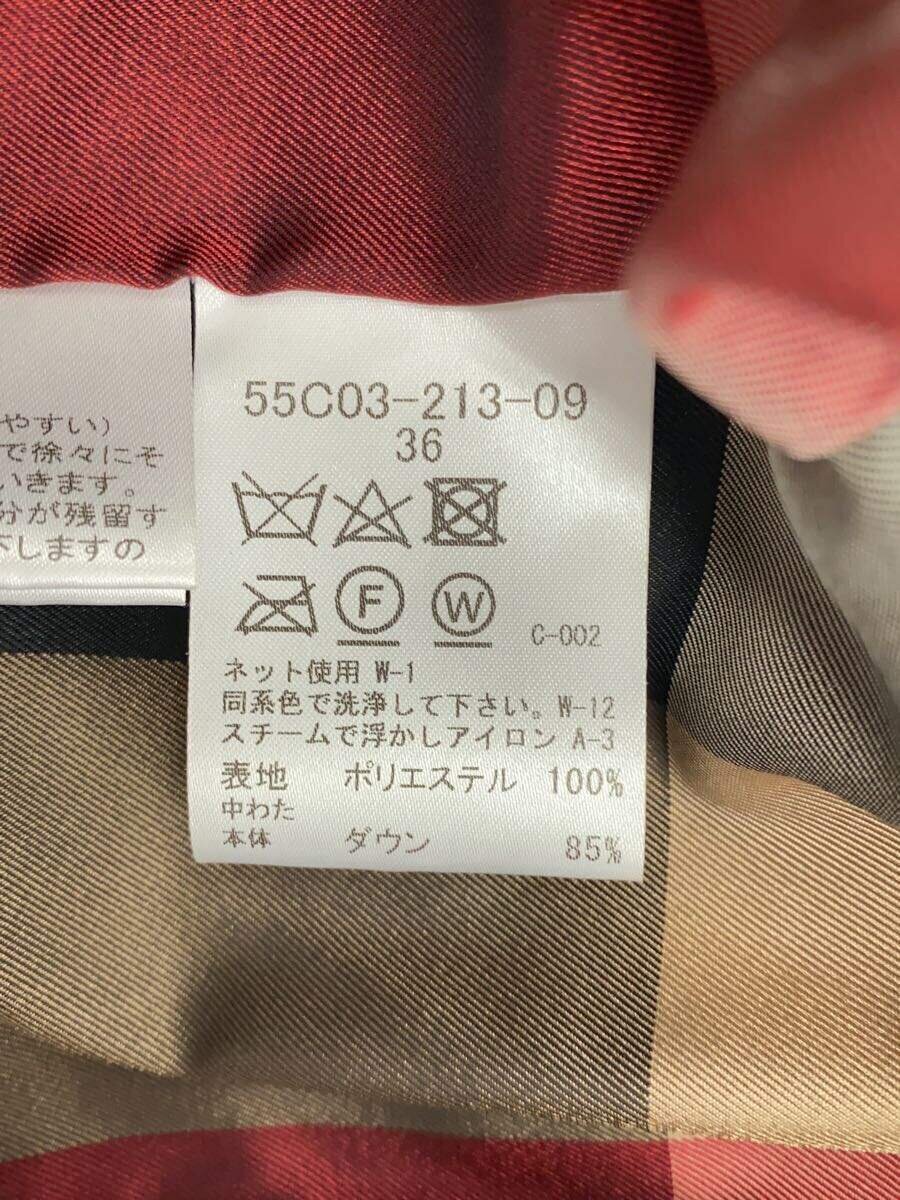 やすい)
で徐々にそ
いきます。
分が残留す
下しますの
55C03-213-09
36
F W C-002
ネット使用 W-1
同系色で洗浄して下さい。W-12
スチームで浮かしアイロン A-3
表地 ポリエステル 100%
中わた
本体 ダウン 85%